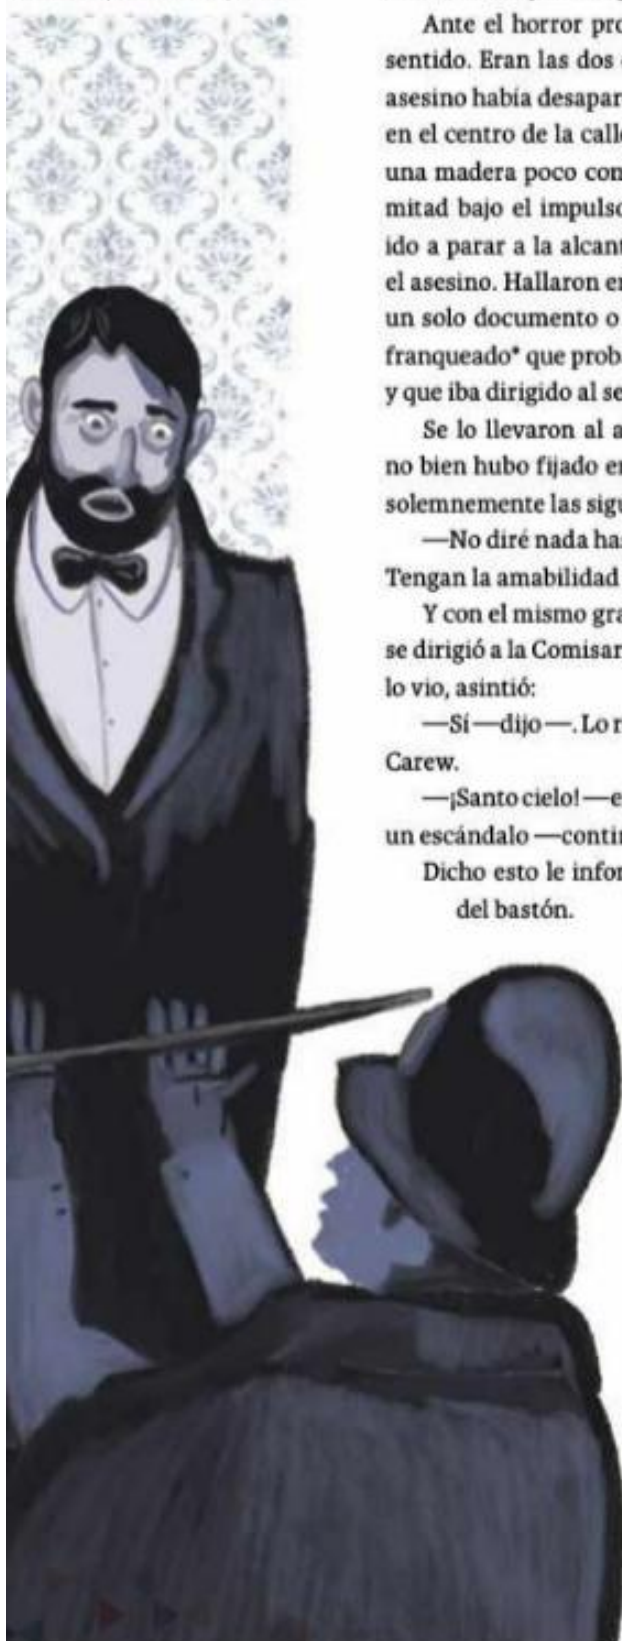 Ante el horror pro
sentido. Eran las dos
asesino había desapar
en el centro de la calle
una madera poco con
mitad bajo el impulso
ido a parar a la alcant
el asesino. Hallaron e
un solo documento o
franqueado* que prob
y que iba dirigido al se
Se lo llevaron al a
no bien hubo fijado e
solemnemente las sigu
—No diré nada has
Tengan la amabilidad
Y con el mismo gra
se dirigió a la Comisar
lo vio, asintió:
—Sí —dijo—. Lo r
Carew.
—¡Santo cielo! —e
un escándalo —contin
Dicho esto le infor
del bastón.